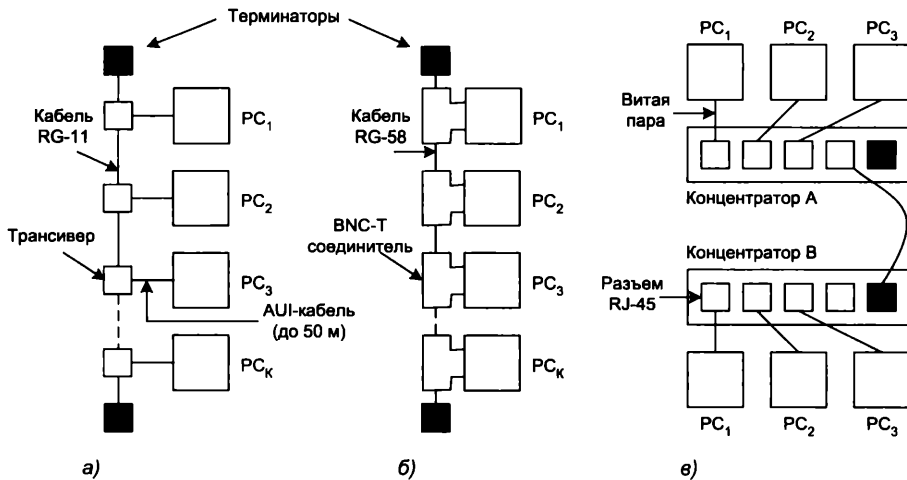 Терминаторы
Кабель
RG-11
PC1
PC2
Трансивер
PC3
AUI-кабель
(до 50 м)
PCK
а)
Кабель
RG-58
PC1
PC2
BNC-T
соединитель
PC3
PCK
б)
PC1
PC2
PC3
Витая
пара
Концентратор А
Концентратор В
Разъем
RJ-45
PC1
PC2
PC3
в)